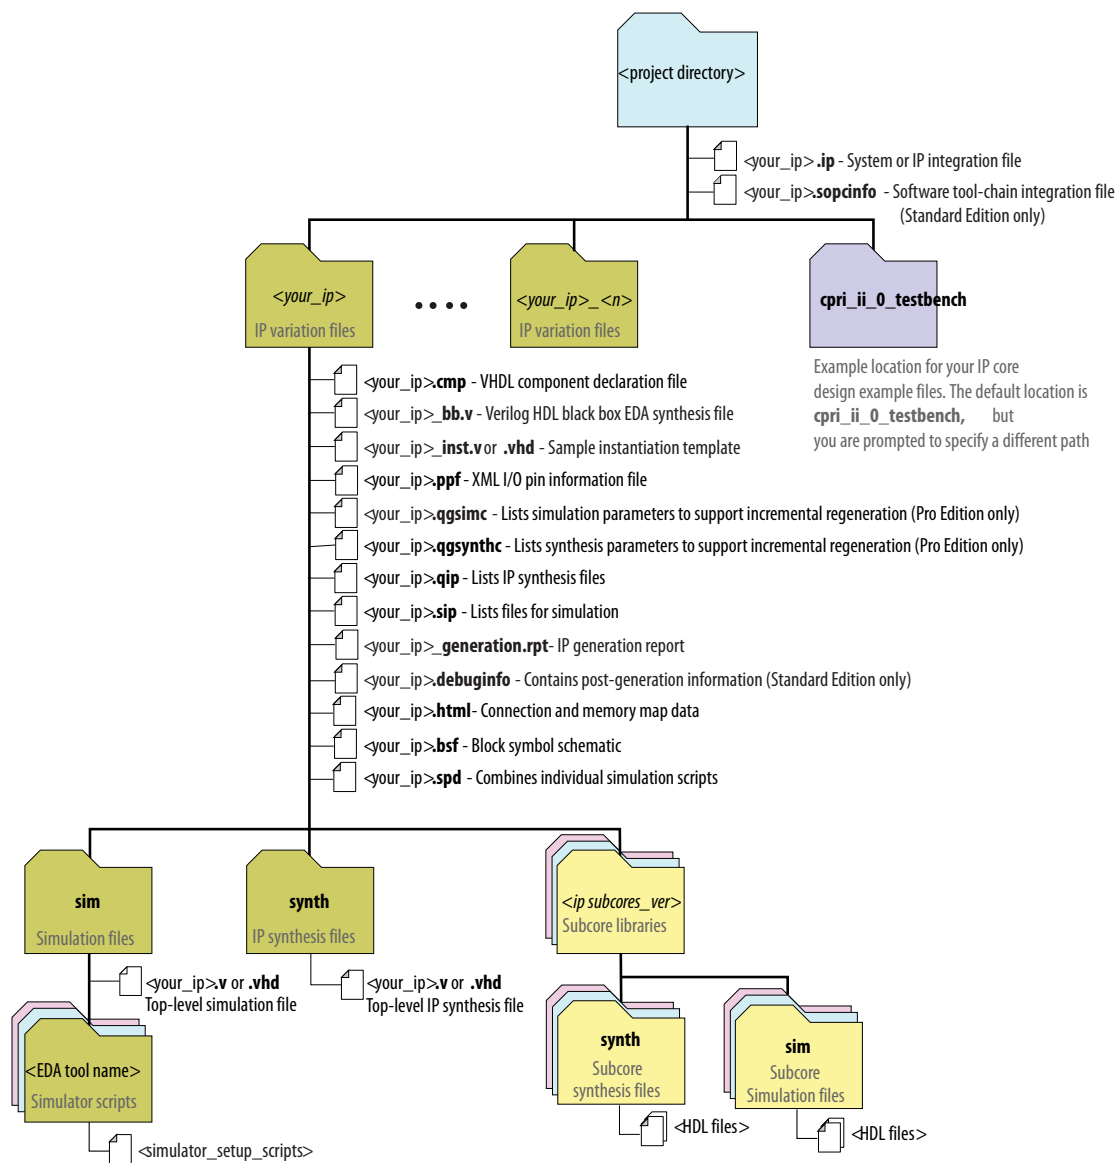 <project directory>
<your_ip> .ip - System or IP integration file
<your_ip>.sopcinfo - Software tool-chain integration file
(Standard Edition only)
<your_ip>
IP variation files
<your_ip>_<n>
IP variation files
cpri_ii_0_testbench
Example location for your IP core
design example files. The default location is
cpri_ii_0_testbench, but
you are prompted to specify a different path
<your_ip>.cmp - VHDL component declaration file
<your_ip>_bb.v - Verilog HDL black box EDA synthesis file
<your_ip>_inst.v or .vhd - Sample instantiation template
<your_ip>.ppf - XML I/O pin information file
<your_ip>.qgsimc - Lists simulation parameters to support incremental regeneration (Pro Edition only)
<your_ip>.qgsynthc - Lists synthesis parameters to support incremental regeneration (Pro Edition only)
<your_ip>.qip - Lists IP synthesis files
<your_ip>.sip - Lists files for simulation
<your_ip>_generation.rpt- IP generation report
<your_ip>.debuginfo - Contains post-generation information (Standard Edition only)
<your_ip>.html- Connection and memory map data
<your_ip>.bsf - Block symbol schematic
<your_ip>.spd - Combines individual simulation scripts
sim
Simulation files
synth
IP synthesis files
<ip subcores_ver>
Subcore libraries
<your_ip>.v or .vhd
Top-level simulation file
<your_ip>.v or .vhd
Top-level IP synthesis file
<EDA tool name>
Simulator scripts
synth
Subcore
synthesis files
sim
Subcore
Simulation files
<HDL files>
<HDL files>
<simulator_setup_scripts>